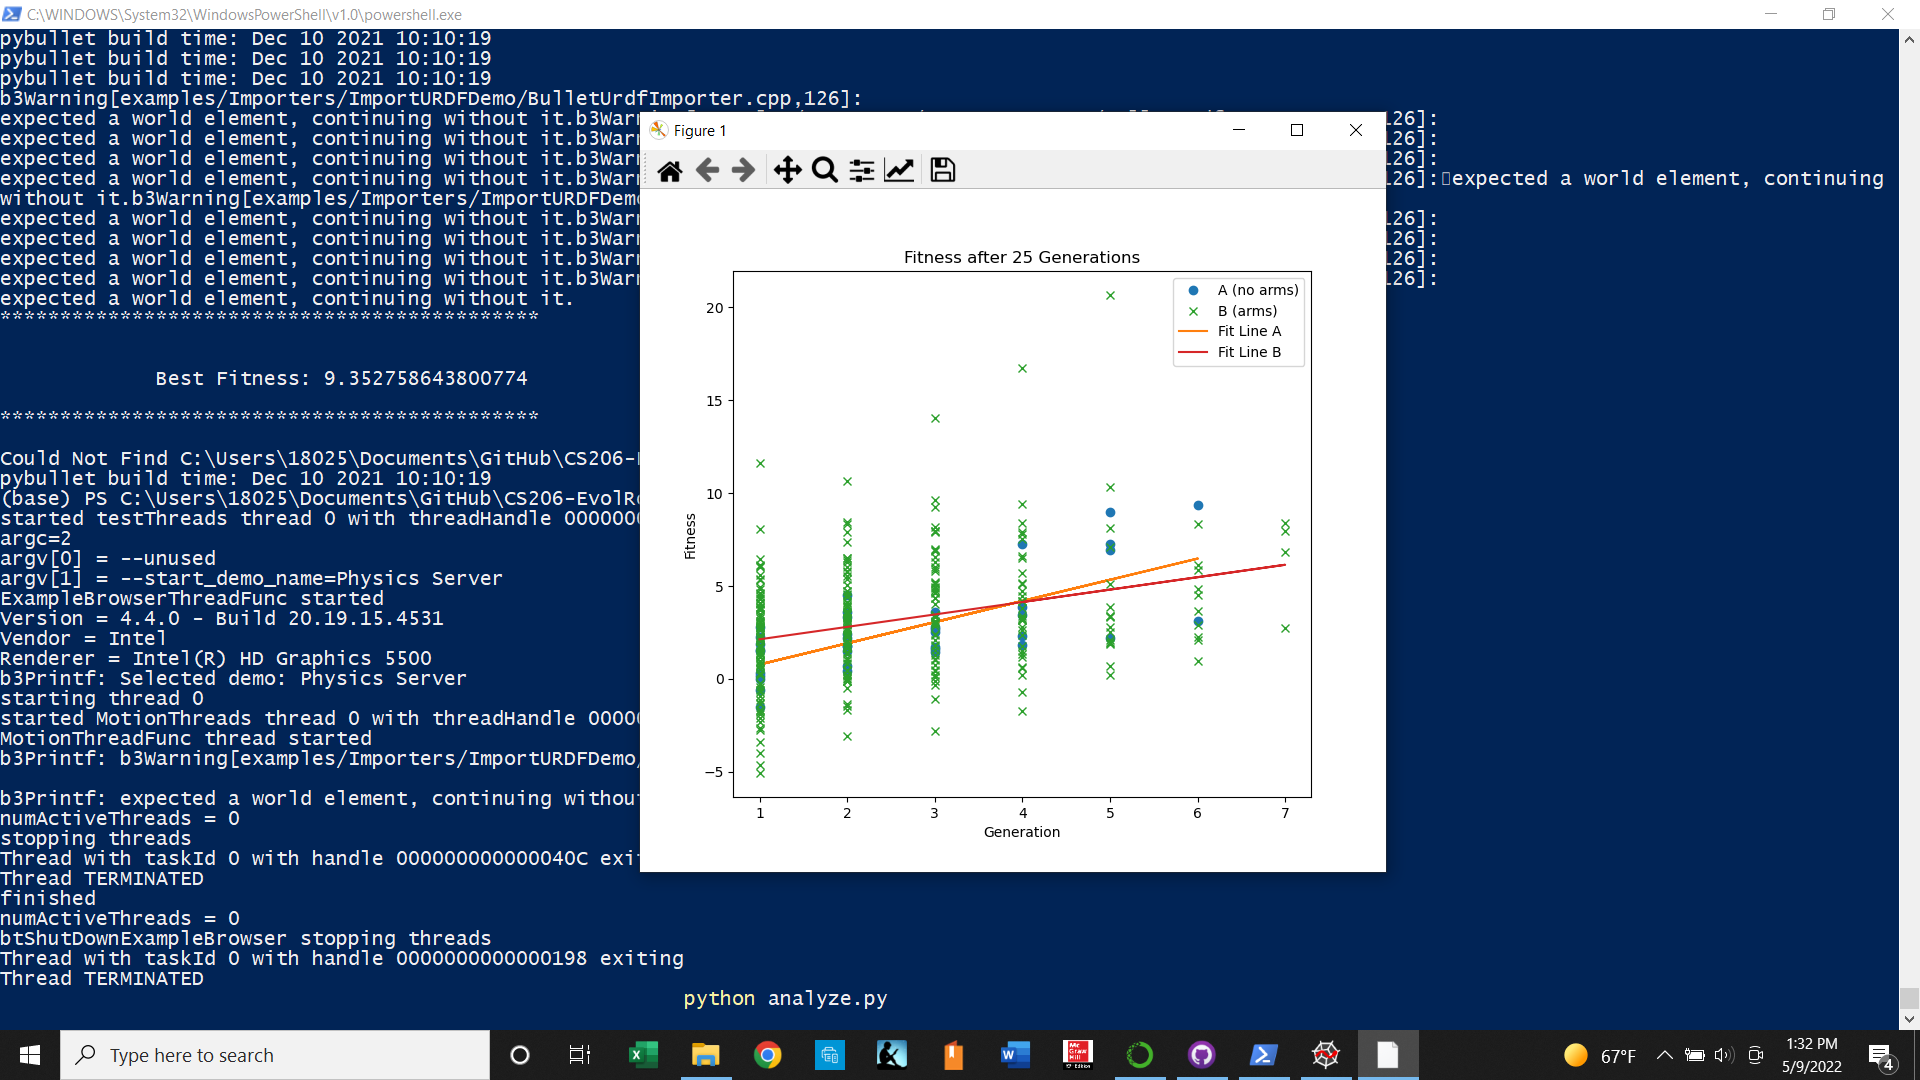 C:\WINDOWS\System32\WindowsPowerShell\v1.0\powershell.exe
pybullet build time: Dec 10 2021 10:10:19
pybullet build time: Dec 10 2021 10:10:19
pybullet build time: Dec 10 2021 10:10:19
b3Warning[examples/Importers/ImportURDFDemo/BulletUrdfImporter.cpp,126]:
expected a world element, continuing without it.b3Warn 126]:
expected a world element, continuing without it.b3Warn 126]:
expected a world element, continuing without it.b3Warn 126]:
expected a world element, continuing without it.b3Warn 126]: expected a world element, continuing
without it.b3Warning[examples/Importers/ImportURDFDemo
expected a world element, continuing without it.b3Warn 126]:
expected a world element, continuing without it.b3Warn 126]:
expected a world element, continuing without it.b3Warn 126]:
expected a world element, continuing without it.b3Warn 126]:
expected a world element, continuing without it.
*********************************************
Best Fitness: 9.352758643800774
*********************************************
Could Not Find C:\Users\18025\Documents\GitHub\CS206-
pybullet build time: Dec 10 2021 10:10:19
(base) PS C:\Users\18025\Documents\GitHub\CS206-EvolRo
started testThreads thread 0 with threadHandle 0000000
argc=2
argv[0] = --unused
argv[1] = --start_demo_name=Physics Server
ExampleBrowserThreadFunc started
Version = 4.4.0 - Build 20.19.15.4531
Vendor = Intel
Renderer = Intel(R) HD Graphics 5500
b3Printf: Selected demo: Physics Server
starting thread 0
started MotionThreads thread 0 with threadHandle 00000
MotionThreadFunc thread started
b3Printf: b3Warning[examples/Importers/ImportURDFDemo/
b3Printf: expected a world element, continuing withou
numActiveThreads = 0
stopping threads
Thread with taskId 0 with handle 000000000000040C exi
Thread TERMINATED
finished
numActiveThreads = 0
btShutDownExampleBrowser stopping threads
Thread with taskId 0 with handle 0000000000000198 exiting
Thread TERMINATED
python analyze.py
Figure 1
Fitness after 25 Generations
A (no arms)
B (arms)
Fit Line A
Fit Line B
20
15
10
5
0
−5
Fitness
1 2 3 4 5 6 7
Generation
Type here to search
67°F
1:32 PM
5/9/2022
4